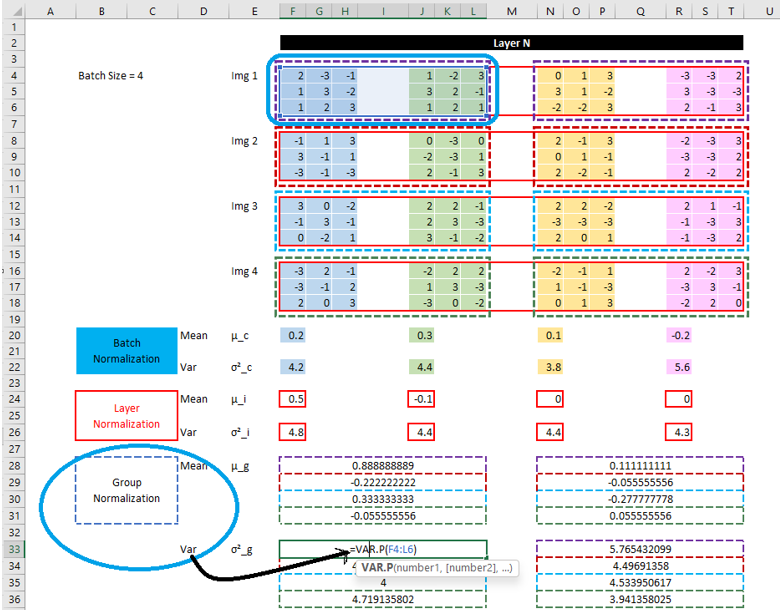 A B C D E F G H I J K L M N O P Q R S T U
1
2 Layer N
3
4 Batch Size = 4 Img 1 2 -3 -1 1 -2 3 0 1 3 -3 -3 2
5 1 3 -2 3 2 -1 3 1 -2 3 -3 -3
6 1 2 3 1 2 1 -2 -2 3 2 -1 3
7
8 Img 2 -1 1 3 0 -3 0 2 -1 3 -2 -3 3
9 3 -1 1 -2 -3 1 0 1 -1 2 -3 2
10 -3 -1 -3 2 -1 3 2 -2 -1 2 -2 2
11
12 Img 3 3 0 -2 2 2 -1 2 2 -2 2 1 -1
13 -1 3 -1 2 3 -3 -3 -3 -3 -1 -3 3
14 0 -2 1 3 -1 -2 2 0 1 -1 -3 2
15
16 Img 4 -3 2 -1 -2 2 2 -2 -1 1 -2 -2 3
17 -3 -1 2 1 3 -3 1 -1 -3 -3 3 -1
18 2 0 3 -3 0 -2 0 1 3 -2 2 0
19
20 Mean μ_c 0.2 0.3 0.1 -0.2
Batch
21
Normalization
22 Var σ²_c 4.2 4.4 3.8 5.6
23
24 Mean μ_i 0.5 -0.1 0 0
Layer
25
Normalization
26 Var σ²_i 4.8 4.4 4.4 4.3
27
28 Mean μ_g 0.888888889 0.111111111
29 Group -0.222222222 -0.055555556
30 Normalization 0.333333333 -0.277777778
31 -0.055555556 0.055555556
32
33 Var σ²_g =VAR.P(F4:L6) 5.765432099
34 4 VAR.P(number1, [number2], ...) 4.49691358
35 4 4.533950617
36 4.719135802 3.941358025